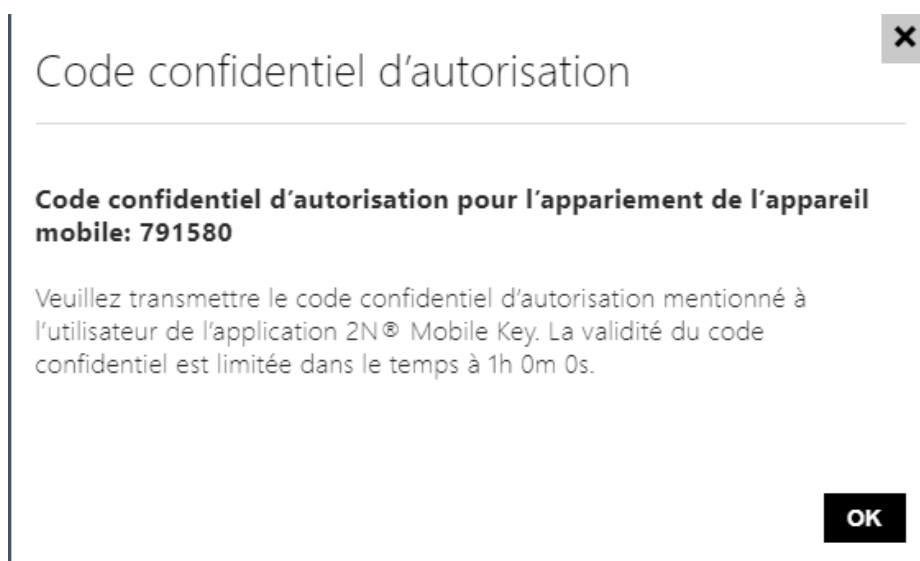 Code confidentiel d’autorisation
Code confidentiel d’autorisation pour l’appariement de l’appareil
mobile: 791580
Veuillez transmettre le code confidentiel d’autorisation mentionné à
l’utilisateur de l’application 2N® Mobile Key. La validité du code
confidentiel est limitée dans le temps à 1h 0m 0s.
OK